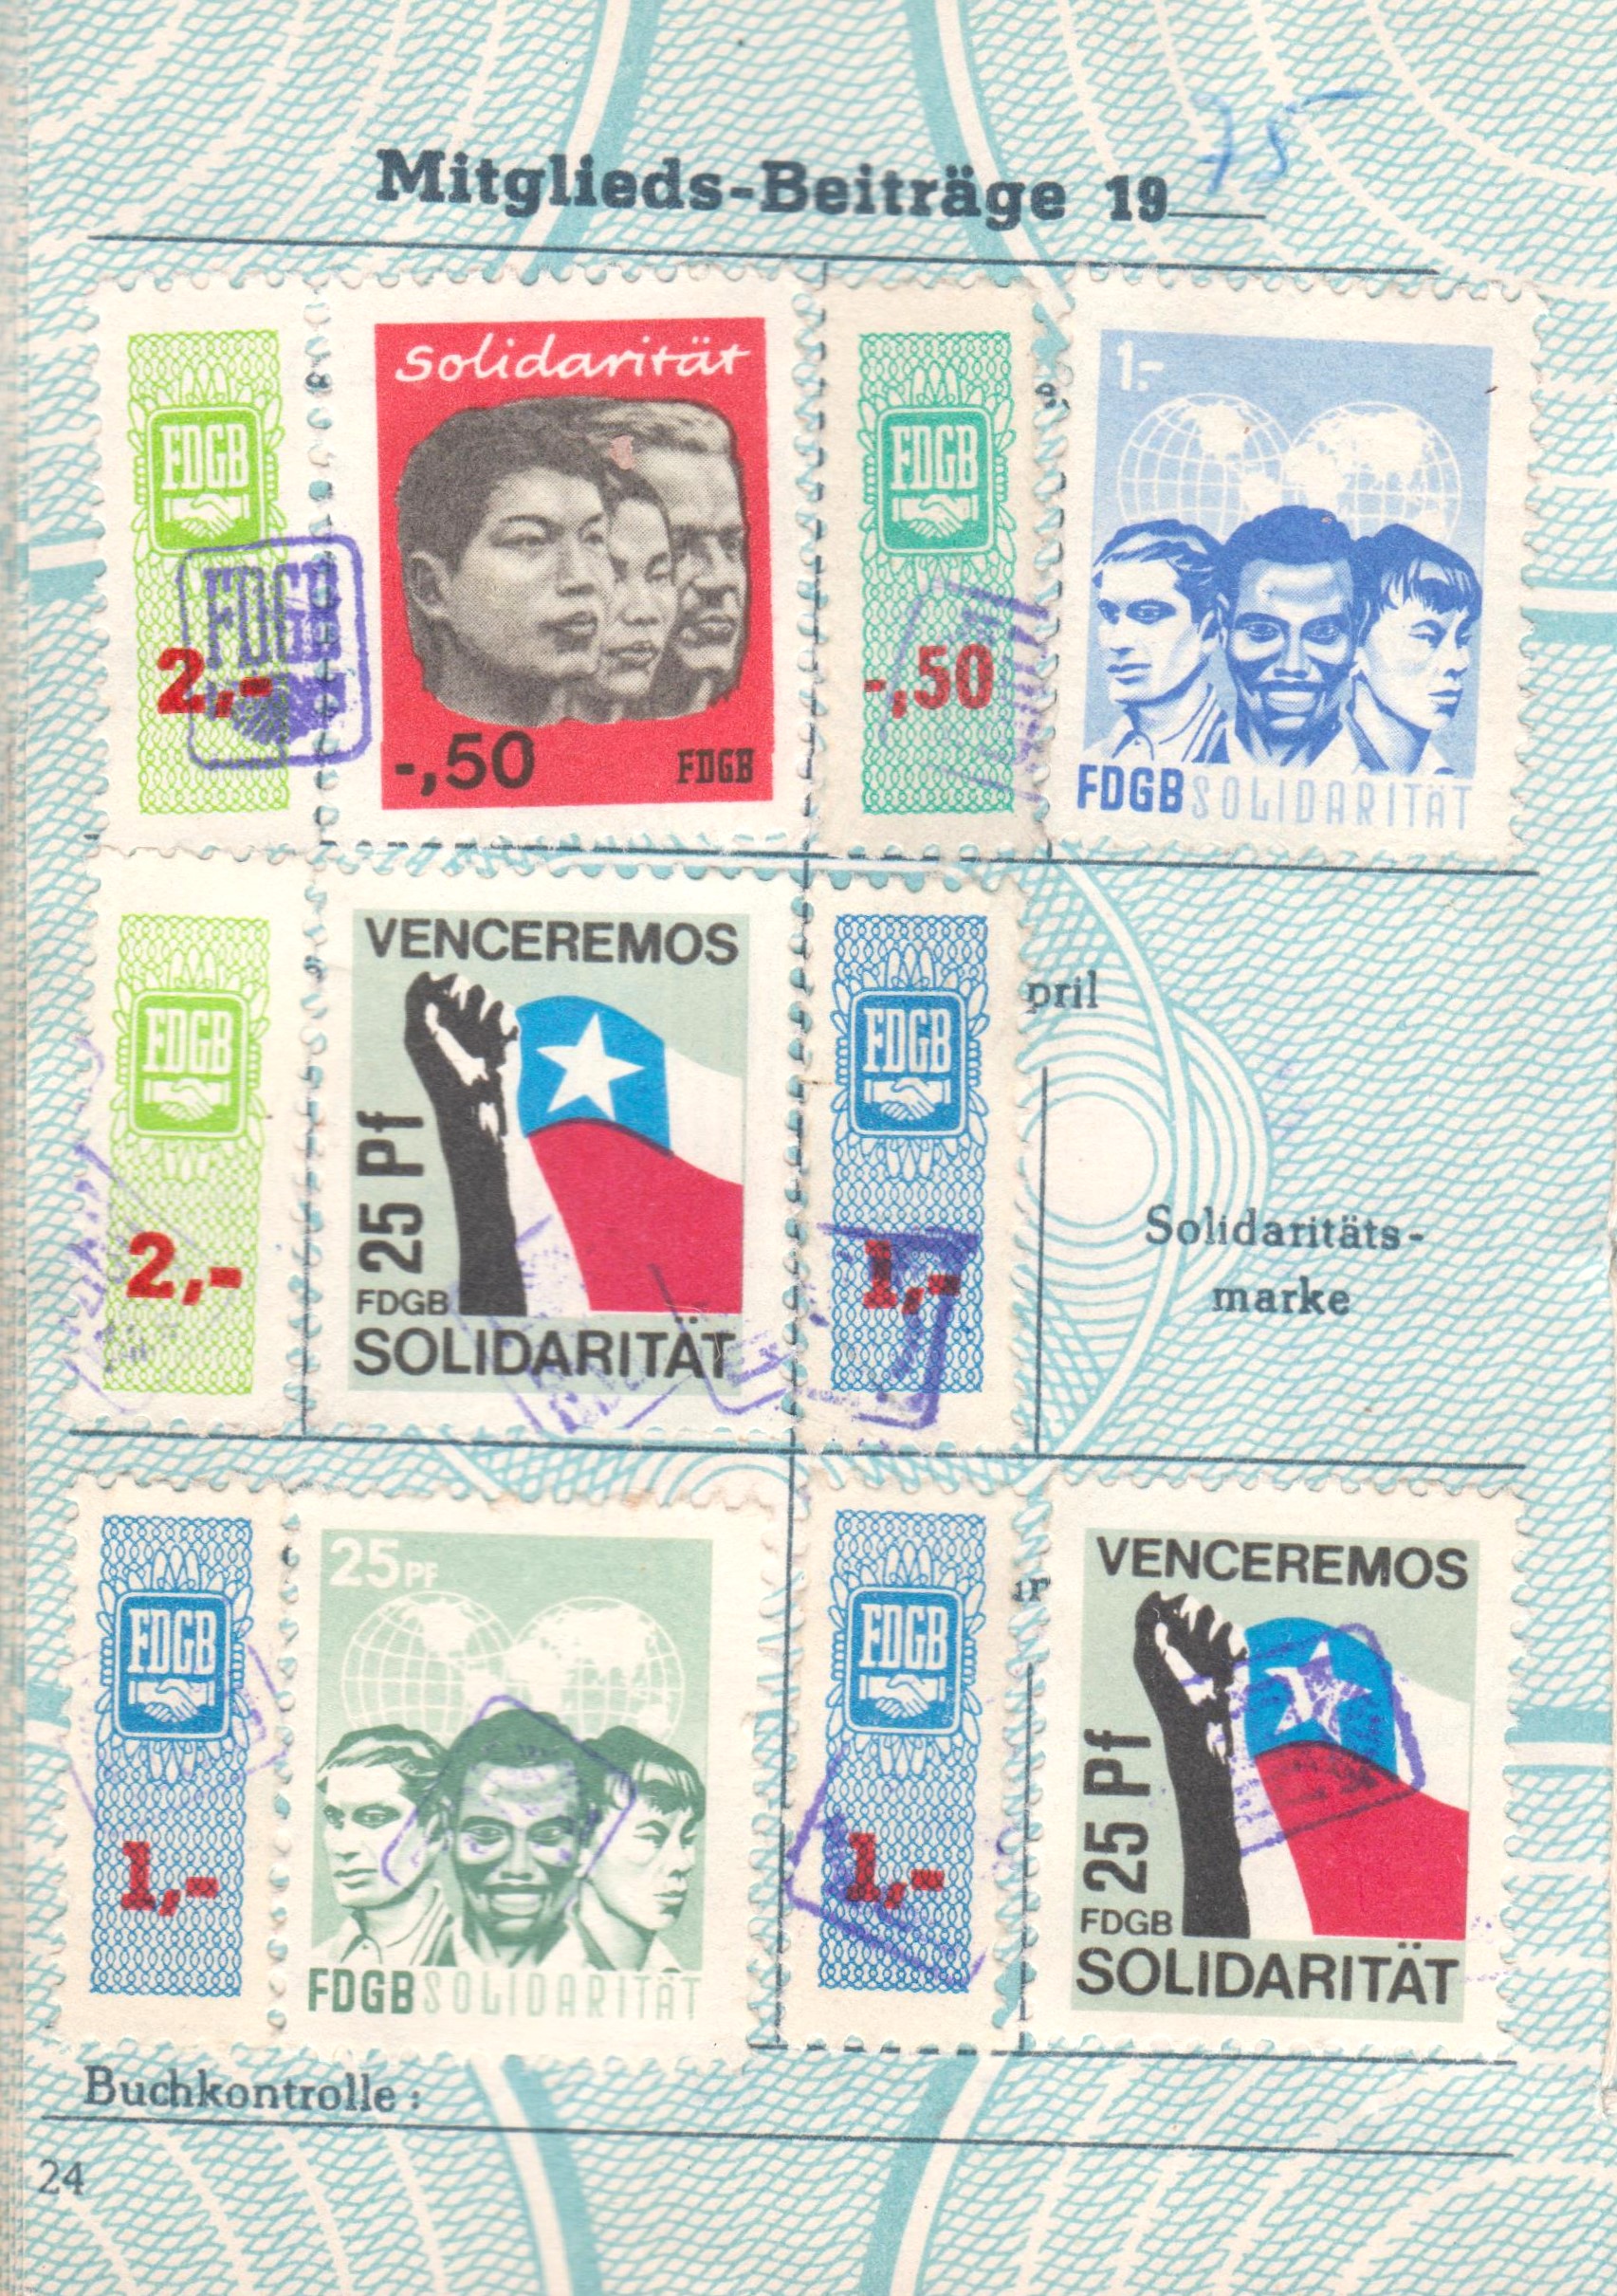 Mitglieds-Beiträge 19 75
FDGB
2,-
FDGB
Solidarität
-,50
FDGB
FDGB
-,50
1.-
FDGB SOLIDARITÄT
FDGB
2,-
VENCEREMOS
25 Pf
FDGB
SOLIDARITÄT
FDGB
1,-
pril
Solidaritäts-
marke
FDGB
1,-
25 PF
FDGB SOLIDARITÄT
FDGB
1,-
ar
VENCEREMOS
25 Pf
FDGB
SOLIDARITÄT
Buchkontrolle:
24